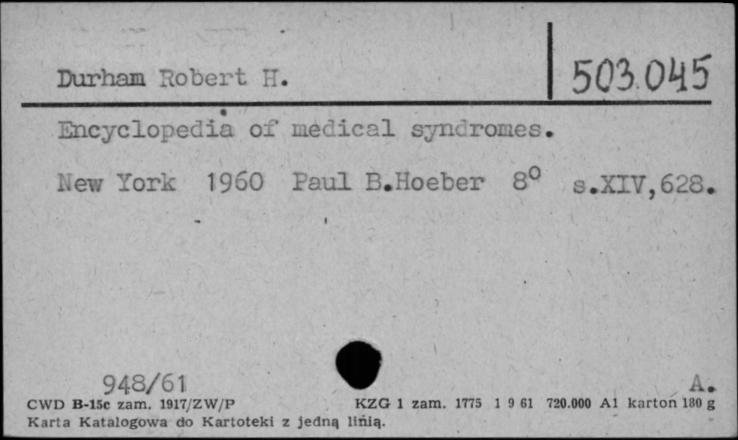 Durham Robert H.
503.045
Encyclopedia of medical syndromes.
New York 1960 Paul B.Hoeber 8° s.XIV,628.
948/61 A.
CWD B-15c zam. 1917/ZW/P KZG 1 zam. 1775 1 9 61 720.000 A1 karton 180 g
Karta Katalogowa do Kartoteki z jedną linią.